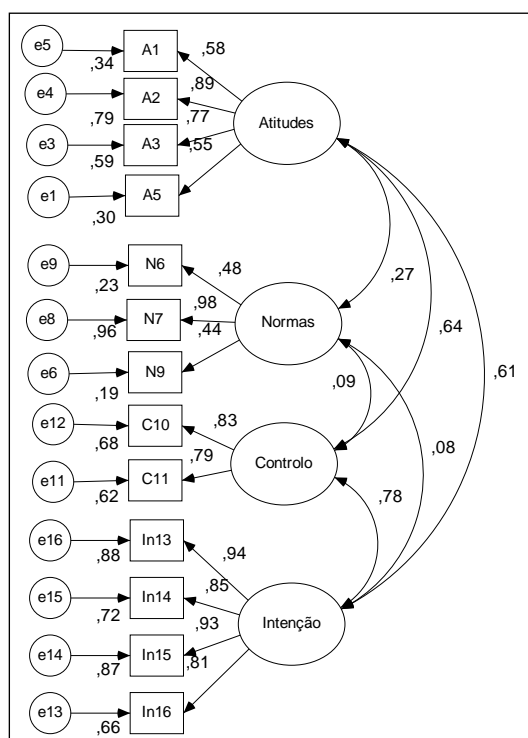 e5
,34
A1
,58
e4
,79
A2
,89
e3
,59
A3
,77
e1
,30
A5
,55
Atitudes
e9
,23
N6
,48
e8
,96
N7
,98
e6
,19
N9
,44
Normas
e12
,68
C10
,83
e11
,62
C11
,79
Controlo
e16
,88
In13
,94
e15
,72
In14
,85
e14
,87
In15
,93
e13
,66
In16
,81
Intenção
,27
,64
,61
,09
,08
,78